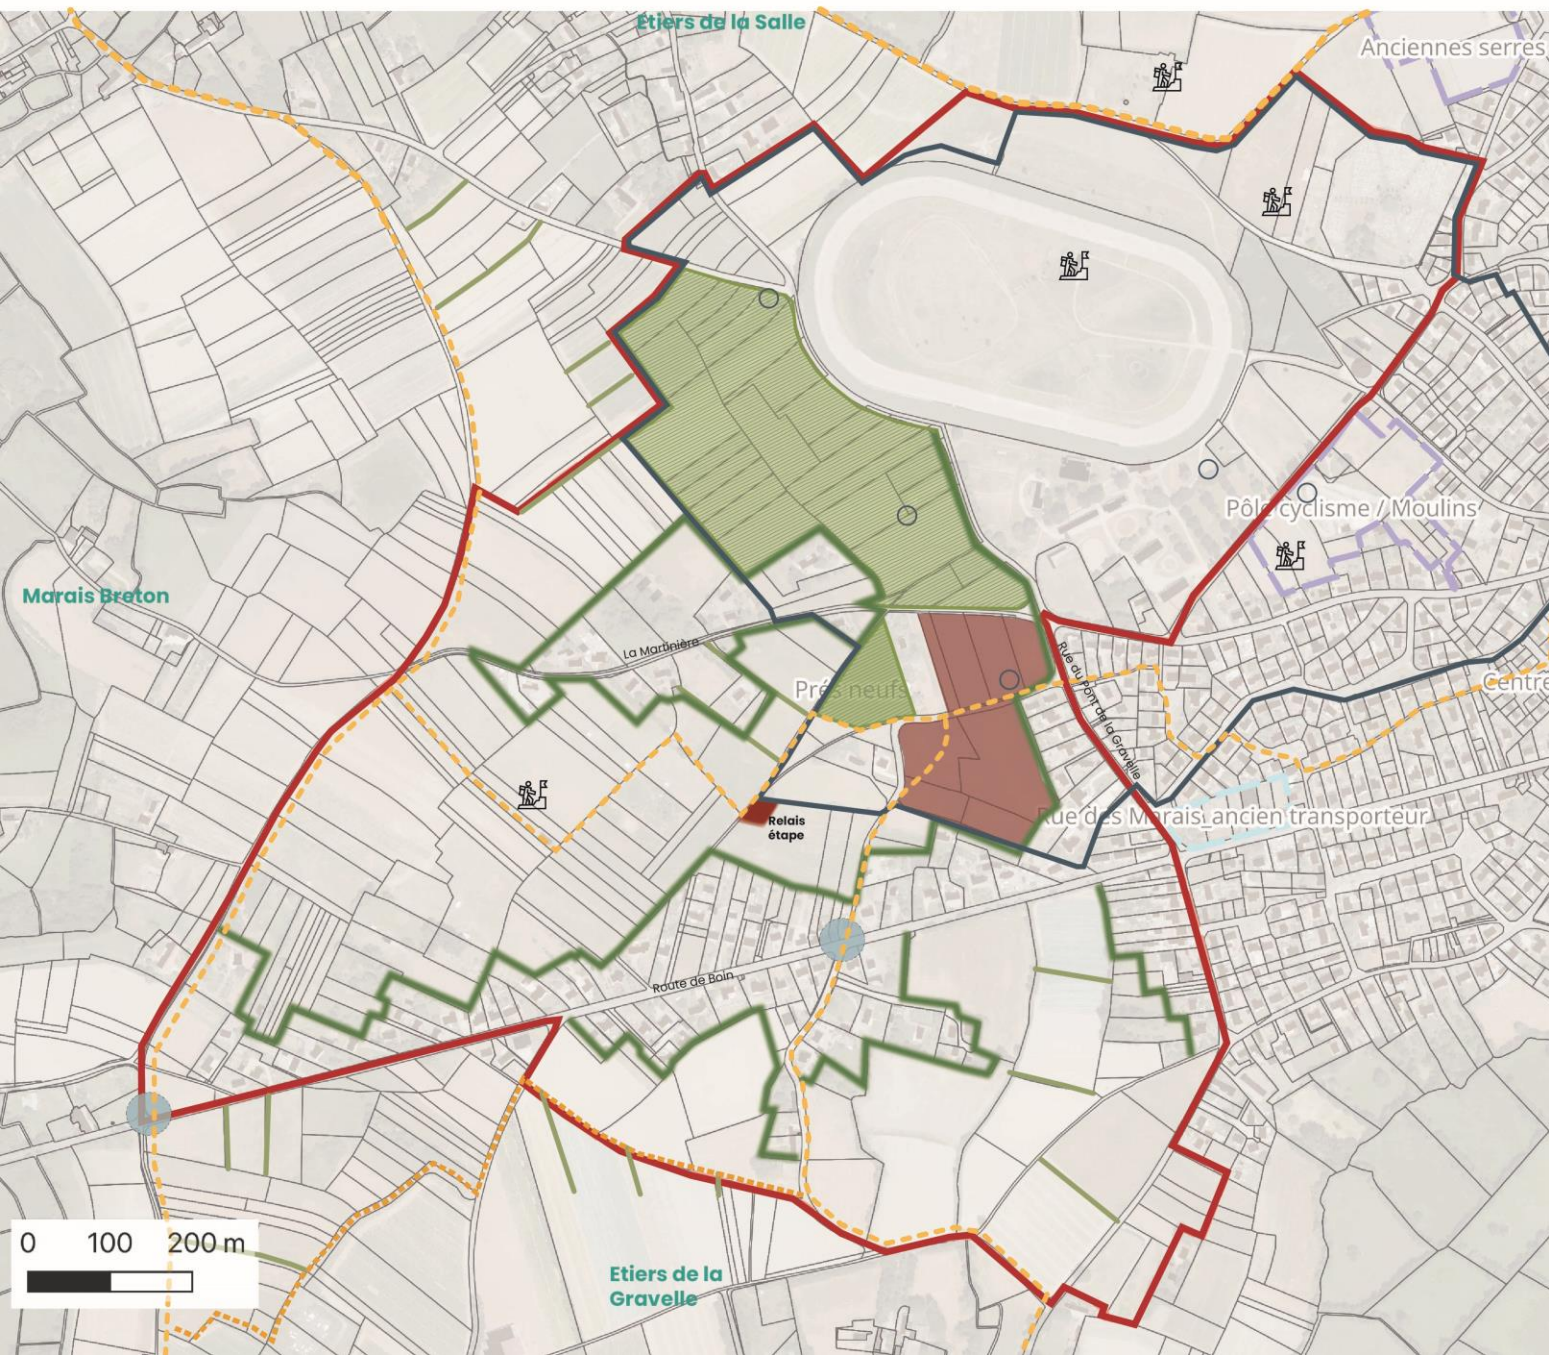 Etiers de la Salle
Anciennes serres
Pôle cyclisme / Moulins
Marais Breton
La Martinière
Rue du Pont de la Gravelle
Prés neufs
Centre
Relais
étape
Rue des Marais_ancien transporteur
Route de Boin
0 100 200 m
Etiers de la
Gravelle